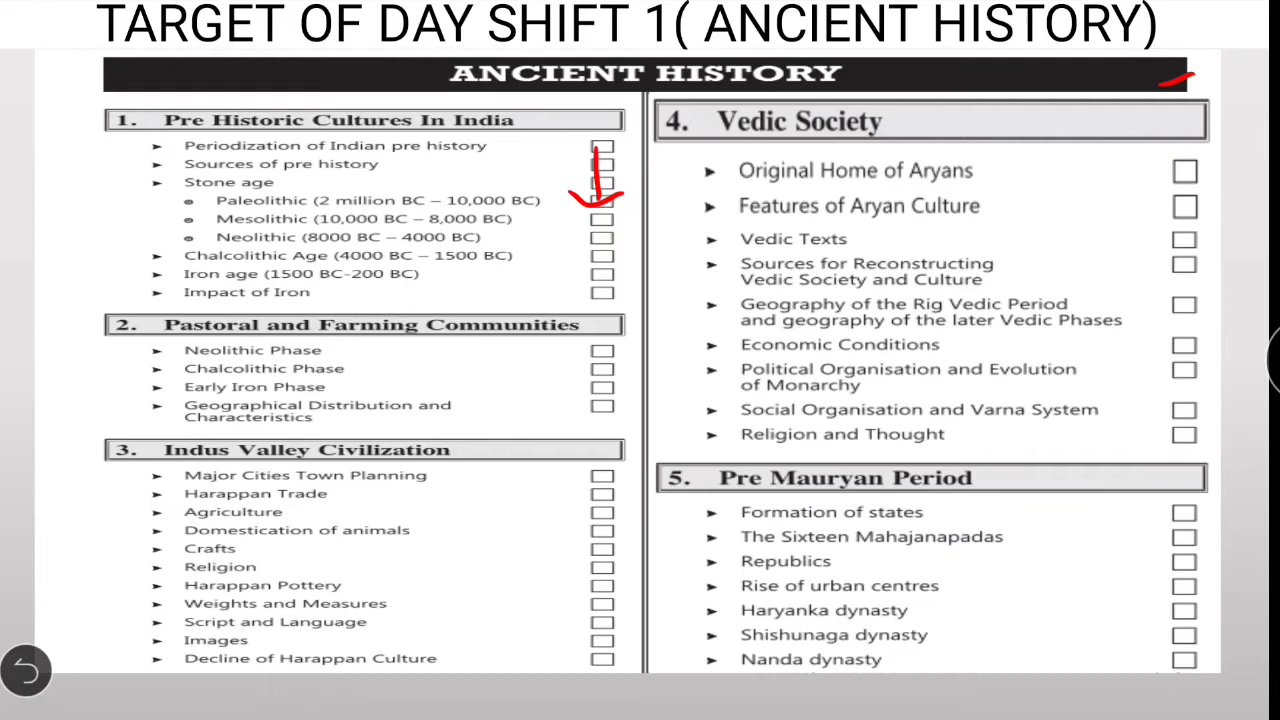 TARGET OF DAY SHIFT 1( ANCIENT HISTORY)
ANCIENT HISTORY
1. Pre Historic Cultures In India
Periodization of Indian pre history
Sources of pre history
Stone age
Paleolithic (2 million BC – 10,000 BC)
Mesolithic (10,000 BC – 8,000 BC)
Neolithic (8000 BC – 4000 BC)
Chalcolithic Age (4000 BC – 1500 BC)
Iron age (1500 BC-200 BC)
Impact of Iron
2. Pastoral and Farming Communities
Neolithic Phase
Chalcolithic Phase
Early Iron Phase
Geographical Distribution and
Characteristics
3. Indus Valley Civilization
Major Cities Town Planning
Harappan Trade
Agriculture
Domestication of animals
Crafts
Religion
Harappan Pottery
Weights and Measures
Script and Language
Images
Decline of Harappan Culture
4. Vedic Society
Original Home of Aryans
Features of Aryan Culture
Vedic Texts
Sources for Reconstructing
Vedic Society and Culture
Geography of the Rig Vedic Period
and geography of the later Vedic Phases
Economic Conditions
Political Organisation and Evolution
of Monarchy
Social Organisation and Varna System
Religion and Thought
5. Pre Mauryan Period
Formation of states
The Sixteen Mahajanapadas
Republics
Rise of urban centres
Haryanka dynasty
Shishunaga dynasty
Nanda dynasty